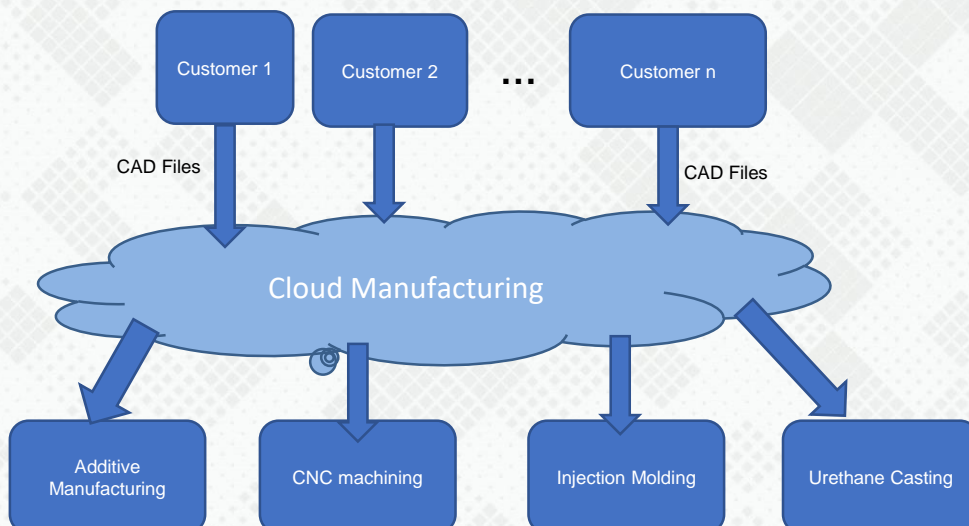 Customer 1
Customer 2
...
Customer n
CAD Files
CAD Files
Cloud Manufacturing
Additive
Manufacturing
CNC machining
Injection Molding
Urethane Casting